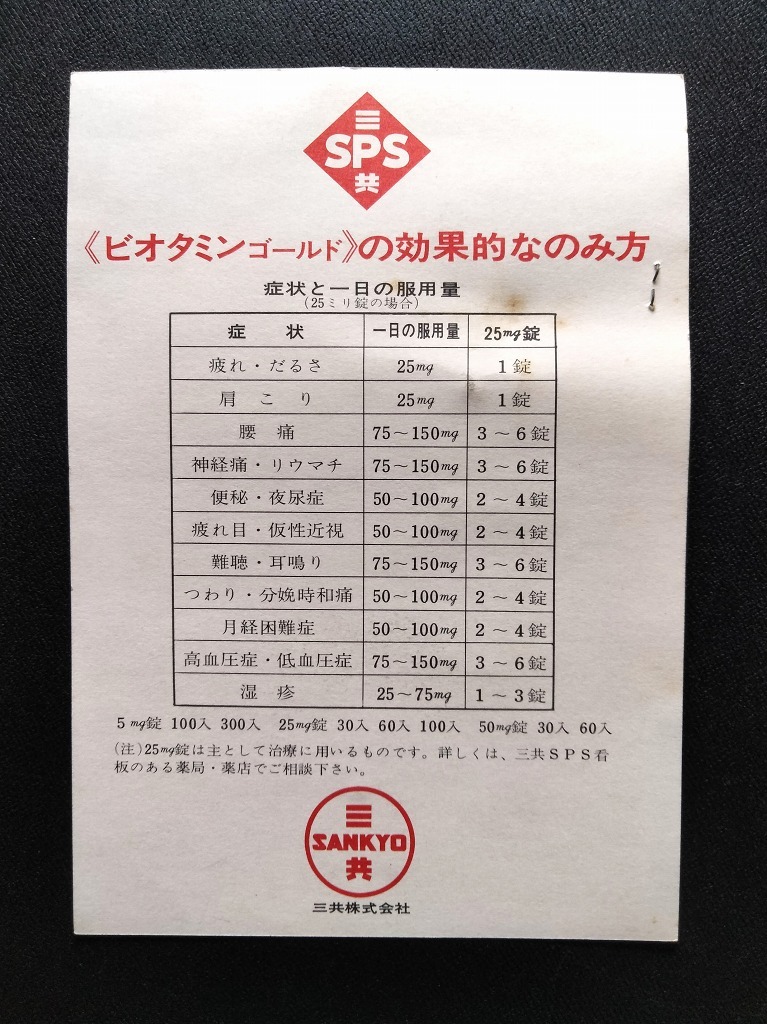 三
SPS
共
《ビオタミンゴールド》の効果的なのみ方
症状と一日の服用量
(25ミリ錠の場合)
症 状 一日の服用量 25mg錠
疲れ・だるさ 25mg 1錠
肩こり 25mg 1錠
腰痛 75～150mg 3～6錠
神経痛・リウマチ 75～150mg 3～6錠
便秘・夜尿症 50～100mg 2～4錠
疲れ目・仮性近視 50～100mg 2～4錠
難聴・耳鳴り 75～150mg 3～6錠
つわり・分娩時和痛 50～100mg 2～4錠
月経困難症 50～100mg 2～4錠
高血圧症・低血圧症 75～150mg 3～6錠
湿疹 25～75mg 1～3錠
5mg錠 100入 300入 25mg錠 30入 60入 100入 50mg錠 30入 60入
(注)25mg錠は主として治療に用いるものです。詳しくは、三共SPS看
板のある薬局・薬店でご相談下さい。
三
SANKYO
共
三共株式会社